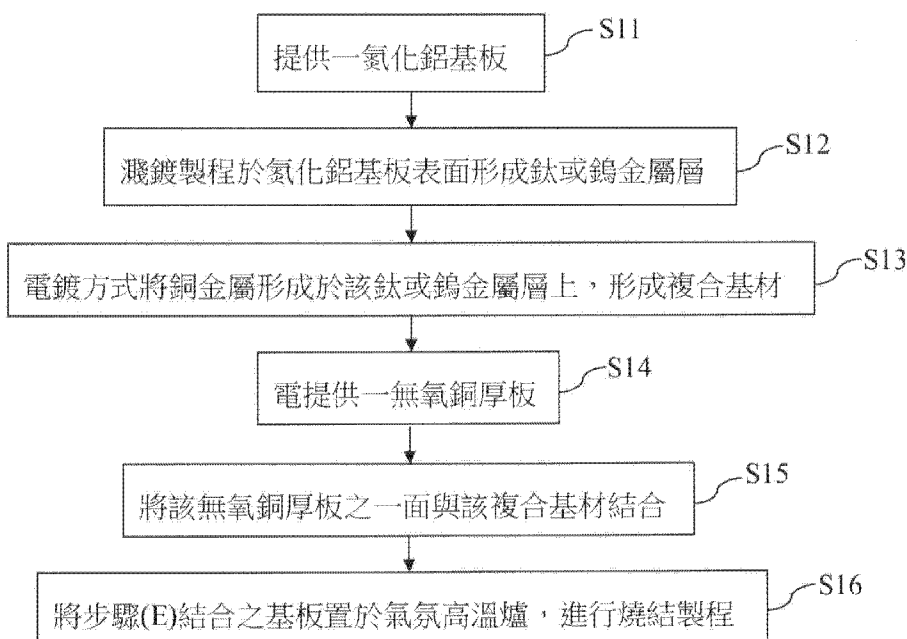 S11
提供一氮化鋁基板
S12
濺鍍製程於氮化鋁基板表面形成鈦或鎢金屬層
S13
電鍍方式將銅金屬形成於該鈦或鎢金屬層上，形成複合基材
S14
電提供一無氧銅厚板
S15
將該無氧銅厚板之一面與該複合基材結合
S16
將步驟(E)結合之基板置於氣氛高溫爐，進行燒結製程